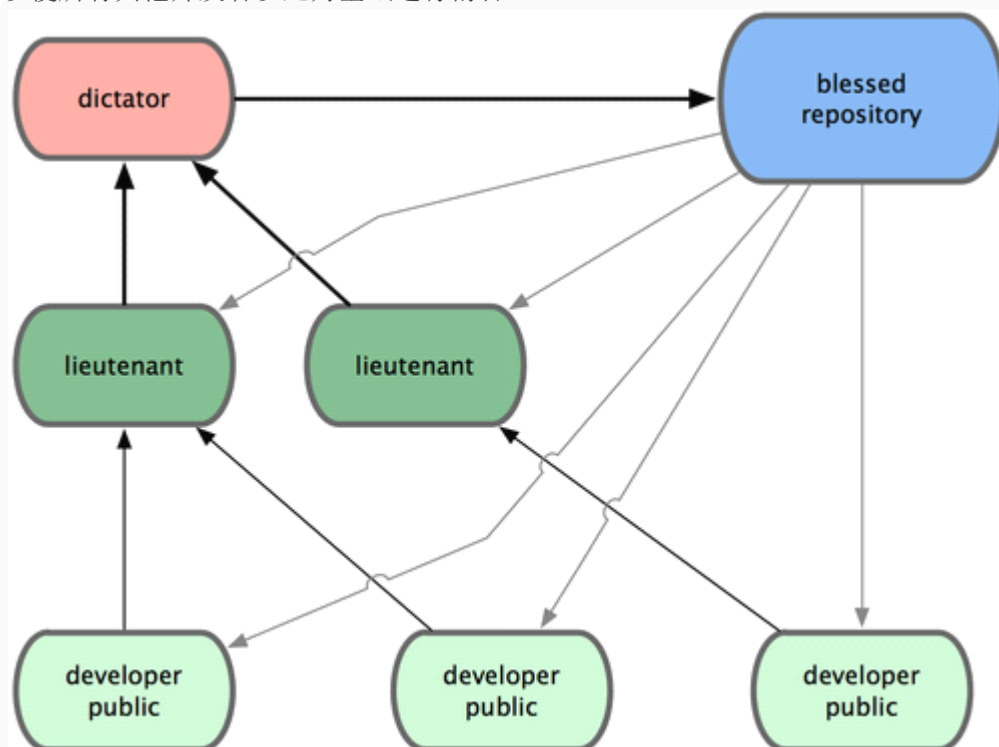 dictator
blessed
repository
lieutenant
lieutenant
developer
public
developer
public
developer
public